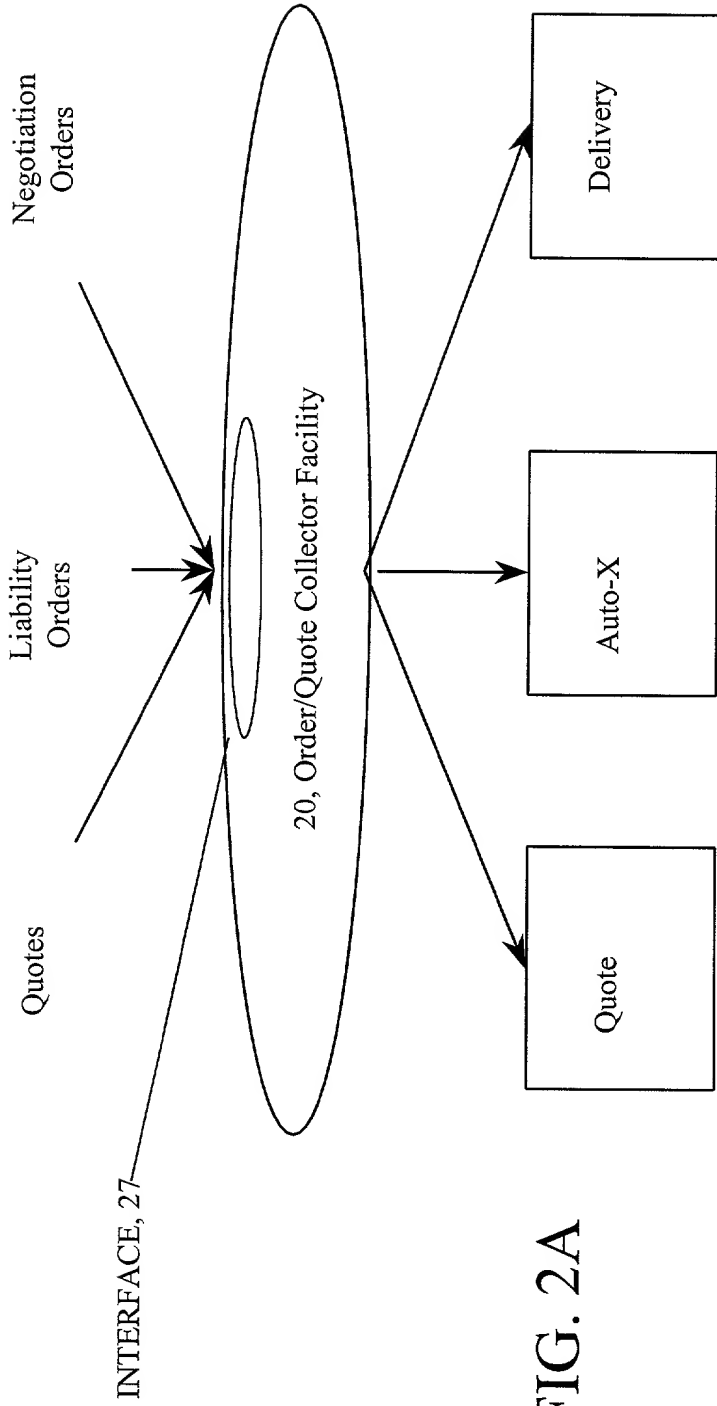 Quotes
Liability
Orders
Negotiation
Orders
INTERFACE, 27
20, Order/Quote Collector Facility
Quote
Auto-X
Delivery
FIG. 2A